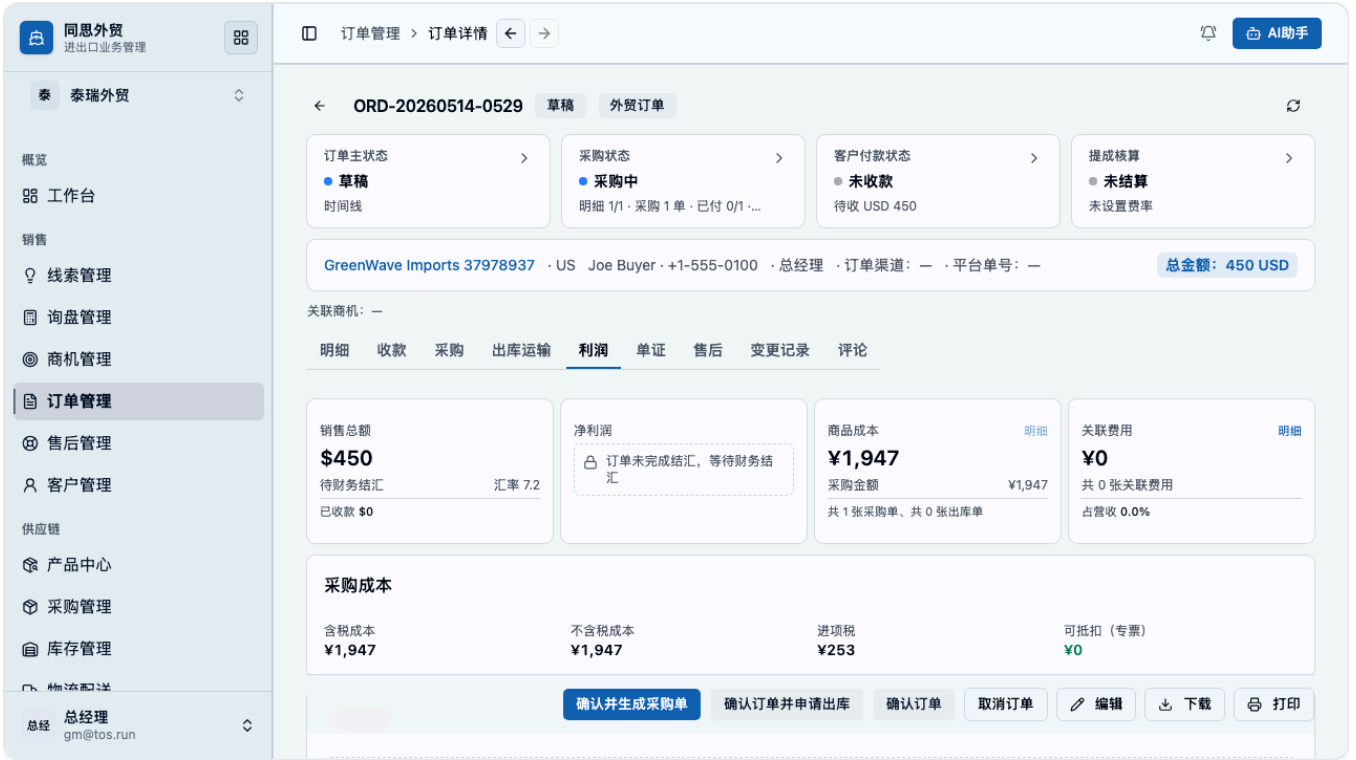 同思外贸
进出口业务管理
泰 泰瑞外贸
概览
工作台
销售
线索管理
询盘管理
商机管理
订单管理
售后管理
客户管理
供应链
产品中心
采购管理
库存管理
物流配送
总经 总经理
gm@tos.run
订单管理 > 订单详情
AI助手
ORD-20260514-0529 草稿 外贸订单
订单主状态
草稿
时间线
采购状态
采购中
明细 1/1 · 采购 1 单 · 已付 0/1 ·...
客户付款状态
未收款
待收 USD 450
提成核算
未结算
未设置费率
GreenWave Imports 37978937 · US Joe Buyer · +1-555-0100 · 总经理 · 订单渠道: — · 平台单号: — 总金额: 450 USD
关联商机: —
明细 收款 采购 出库运输 利润 单证 售后 变更记录 评论
销售总额
$450
待财务结汇 汇率 7.2
已收款 $0
净利润
订单未完成结汇，等待财务结
汇
商品成本 明细
¥1,947
采购金额 ¥1,947
共 1 张采购单、共 0 张出库单
关联费用 明细
¥0
共 0 张关联费用
占营收 0.0%
采购成本
含税成本 不含税成本 进项税 可抵扣（专票）
¥1,947 ¥1,947 ¥253 ¥0
确认并生成采购单 确认订单并申请出库 确认订单 取消订单 编辑 下载 打印